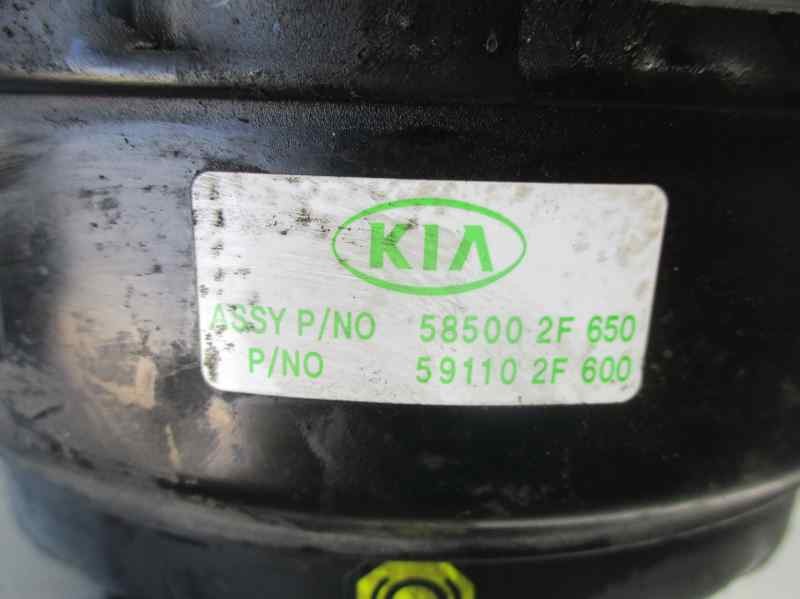 KIA
ASSY P/NO 58500 2F 650
P/NO 59110 2F 600